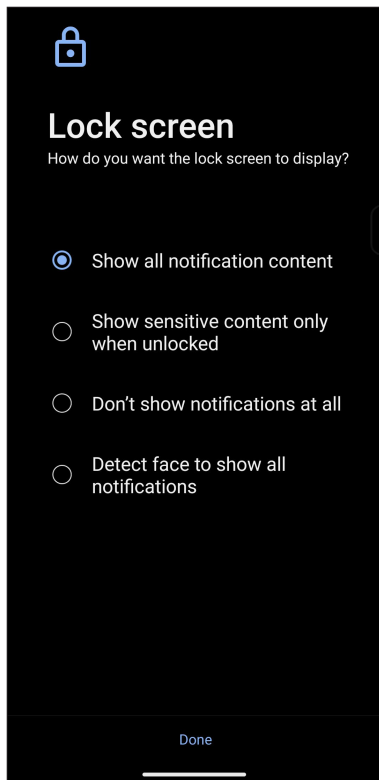 Lock screen
How do you want the lock screen to display?
Show all notification content
Show sensitive content only
when unlocked
Don’t show notifications at all
Detect face to show all
notifications
Done